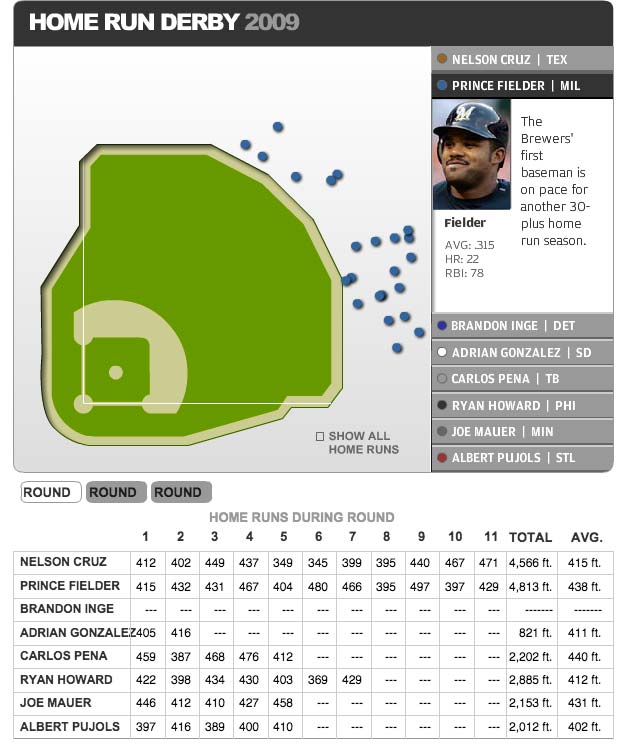 HOME RUN DERBY 2009
NELSON CRUZ | TEX
PRINCE FIELDER | MIL
M
The
Brewers'
first
baseman is
on pace for
another 30-
plus home
run season.
Fielder
AVG: .315
HR: 22
RBI: 78
BRANDON INGE | DET
ADRIAN GONZALEZ | SD
CARLOS PENA | TB
RYAN HOWARD | PHI
JOE MAUER | MIN
ALBERT PUJOLS | STL
SHOW ALL
HOME RUNS
ROUND ROUND ROUND
HOME RUNS DURING ROUND
1 2 3 4 5 6 7 8 9 10 11 TOTAL AVG.
NELSON CRUZ 412 402 449 437 349 345 399 395 440 467 471 4,566 ft. 415 ft.
PRINCE FIELDER 415 432 431 467 404 480 466 395 497 397 429 4,813 ft. 438 ft.
BRANDON INGE --- --- --- --- --- --- --- --- --- --- --- ------- -------
ADRIAN GONZALEZ 405 416 --- --- --- --- --- --- --- --- --- 821 ft. 411 ft.
CARLOS PENA 459 387 468 476 412 --- --- --- --- --- --- 2,202 ft. 440 ft.
RYAN HOWARD 422 398 434 430 403 369 429 --- --- --- --- 2,885 ft. 412 ft.
JOE MAUER 446 412 410 427 458 --- --- --- --- --- --- 2,153 ft. 431 ft.
ALBERT PUJOLS 397 416 389 400 410 --- --- --- --- --- --- 2,012 ft. 402 ft.